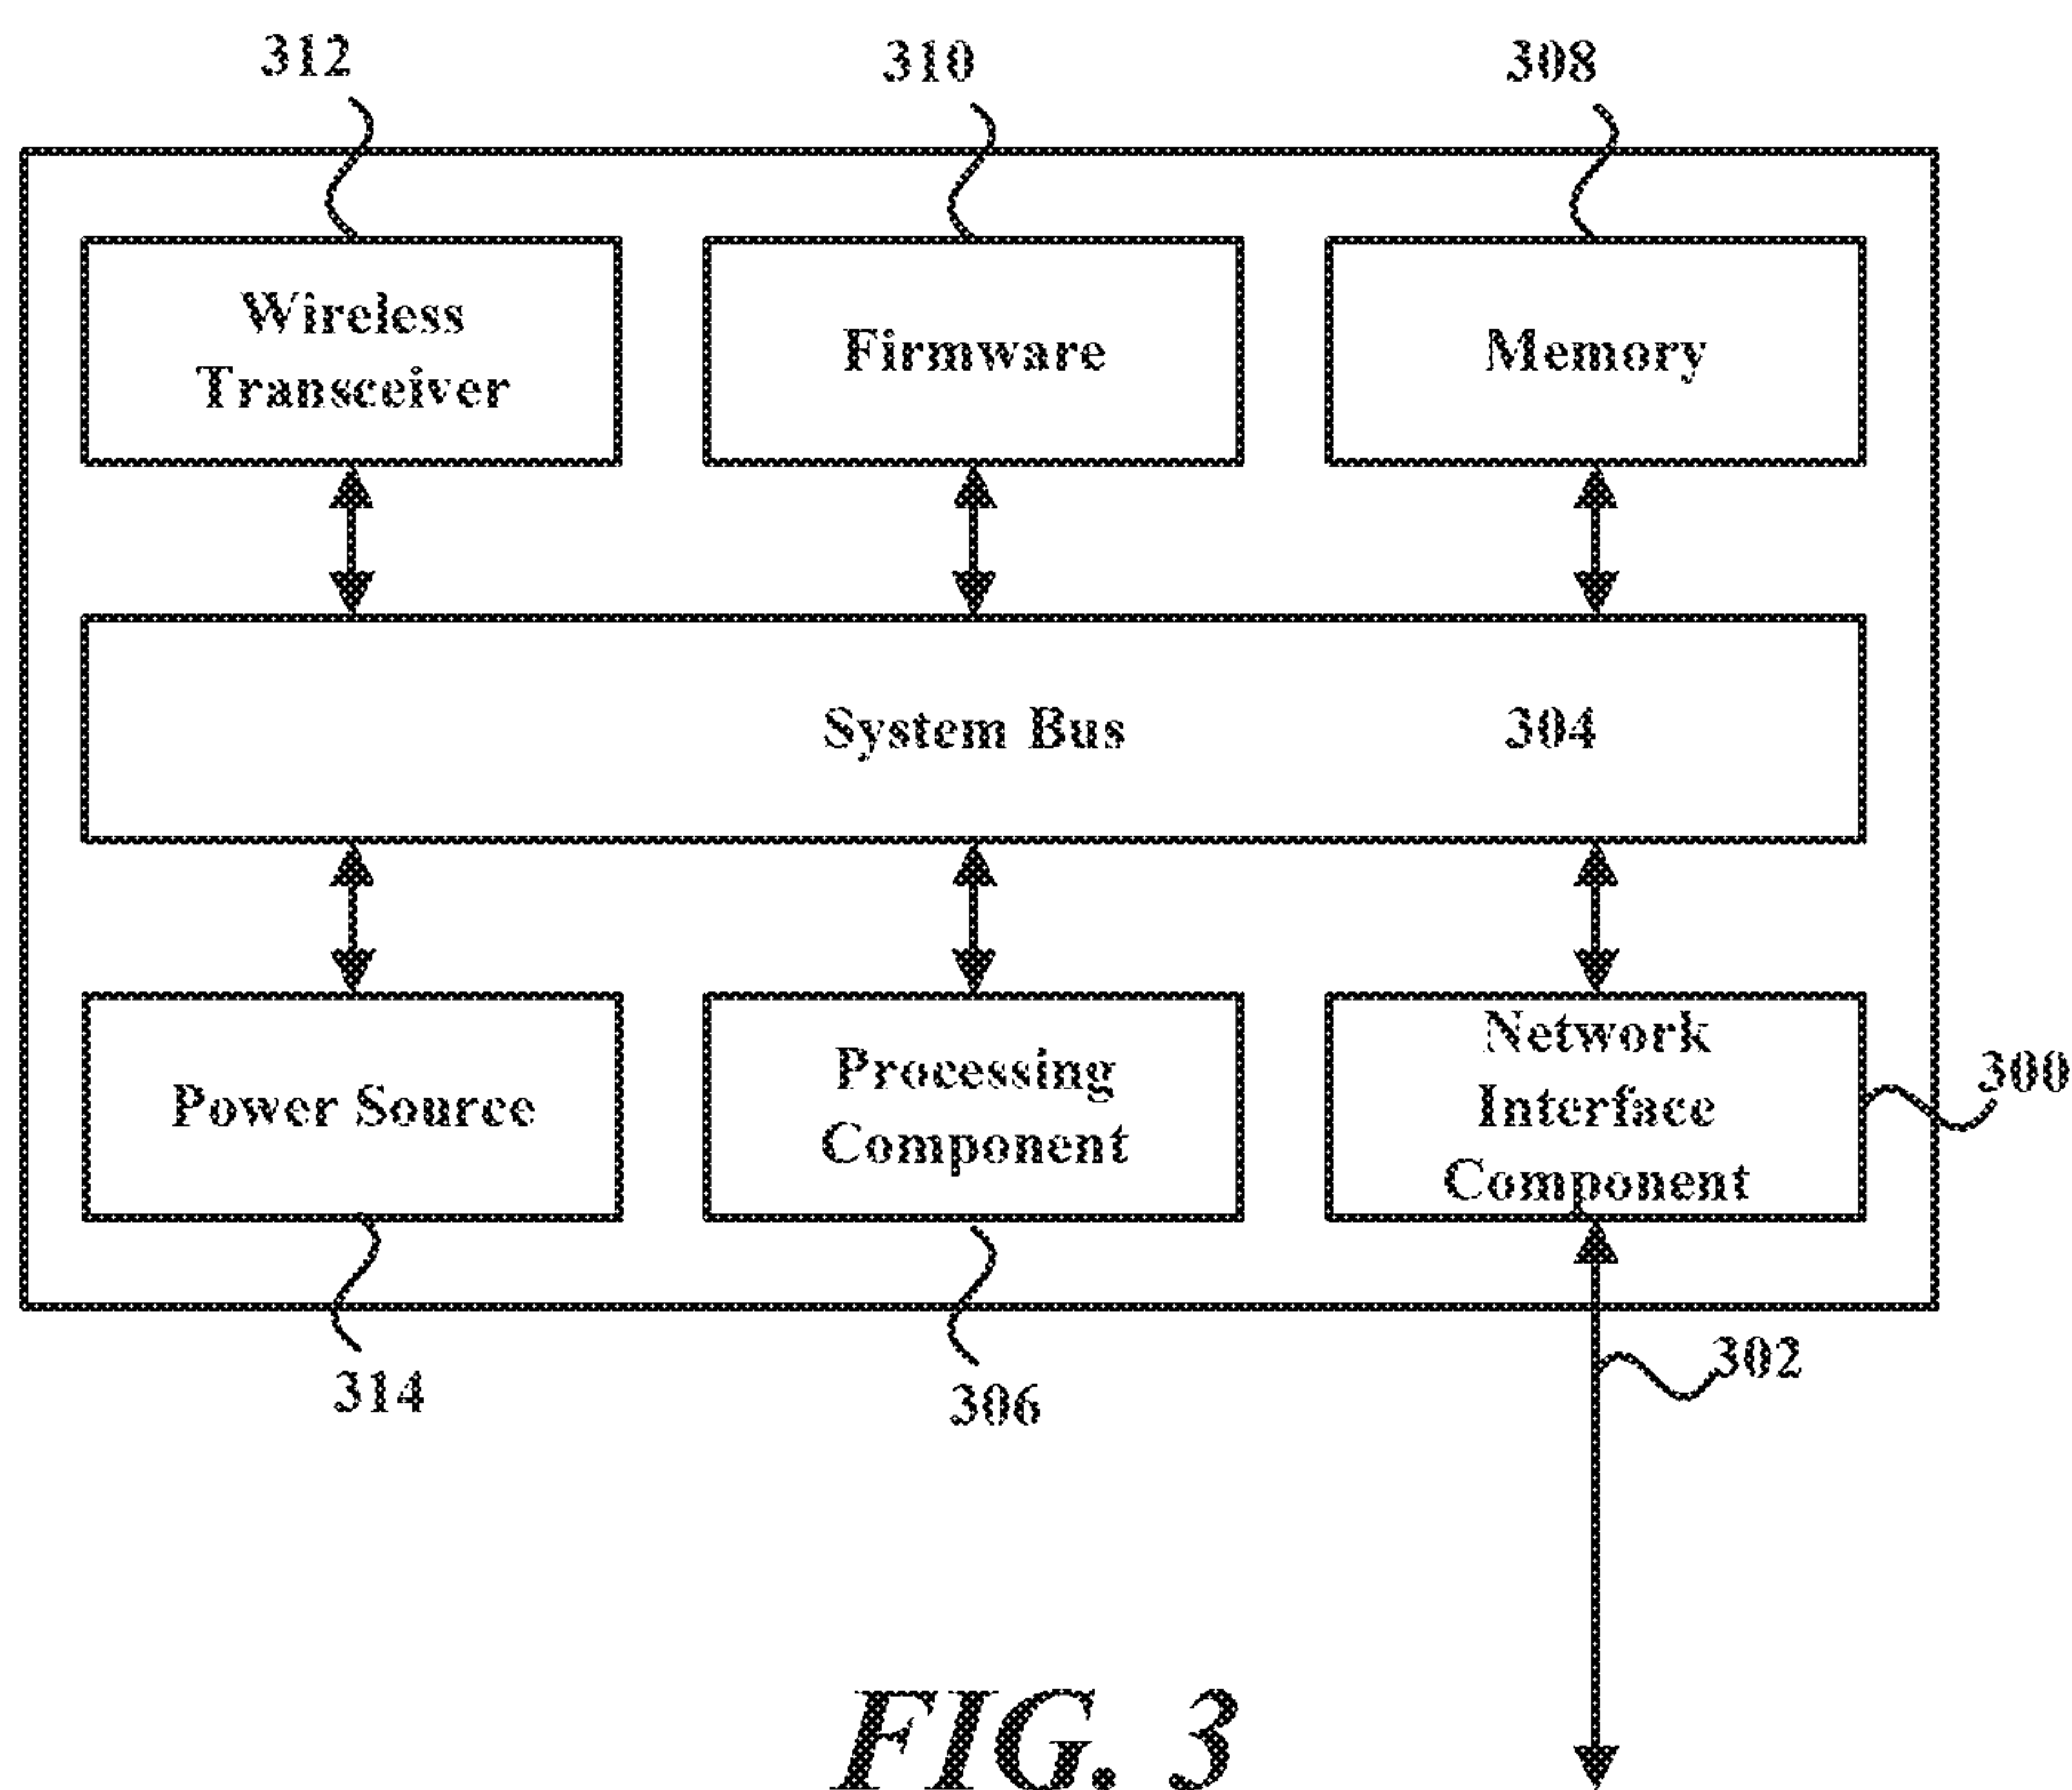 312 310 308
Wireless
Transceiver
Firmware
Memory
System Bus 304
Power Source
Processing
Component
Network
Interface
Component
300
302
314
306
FIG. 3